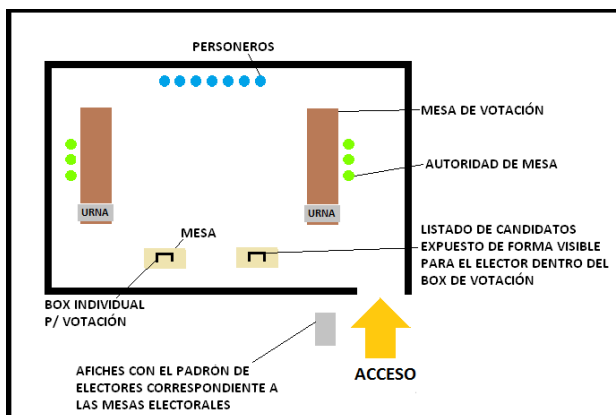 PERSONEROS
MESA DE VOTACIÓN
AUTORIDAD DE MESA
URNA
URNA
MESA
LISTADO DE CANDIDATOS
EXPUESTO DE FORMA VISIBLE
PARA EL ELECTOR DENTRO DEL
BOX DE VOTACIÓN
BOX INDIVIDUAL
P/ VOTACIÓN
AFICHES CON EL PADRÓN DE
ELECTORES CORRESPONDIENTE A
LAS MESAS ELECTORALES
ACCESO